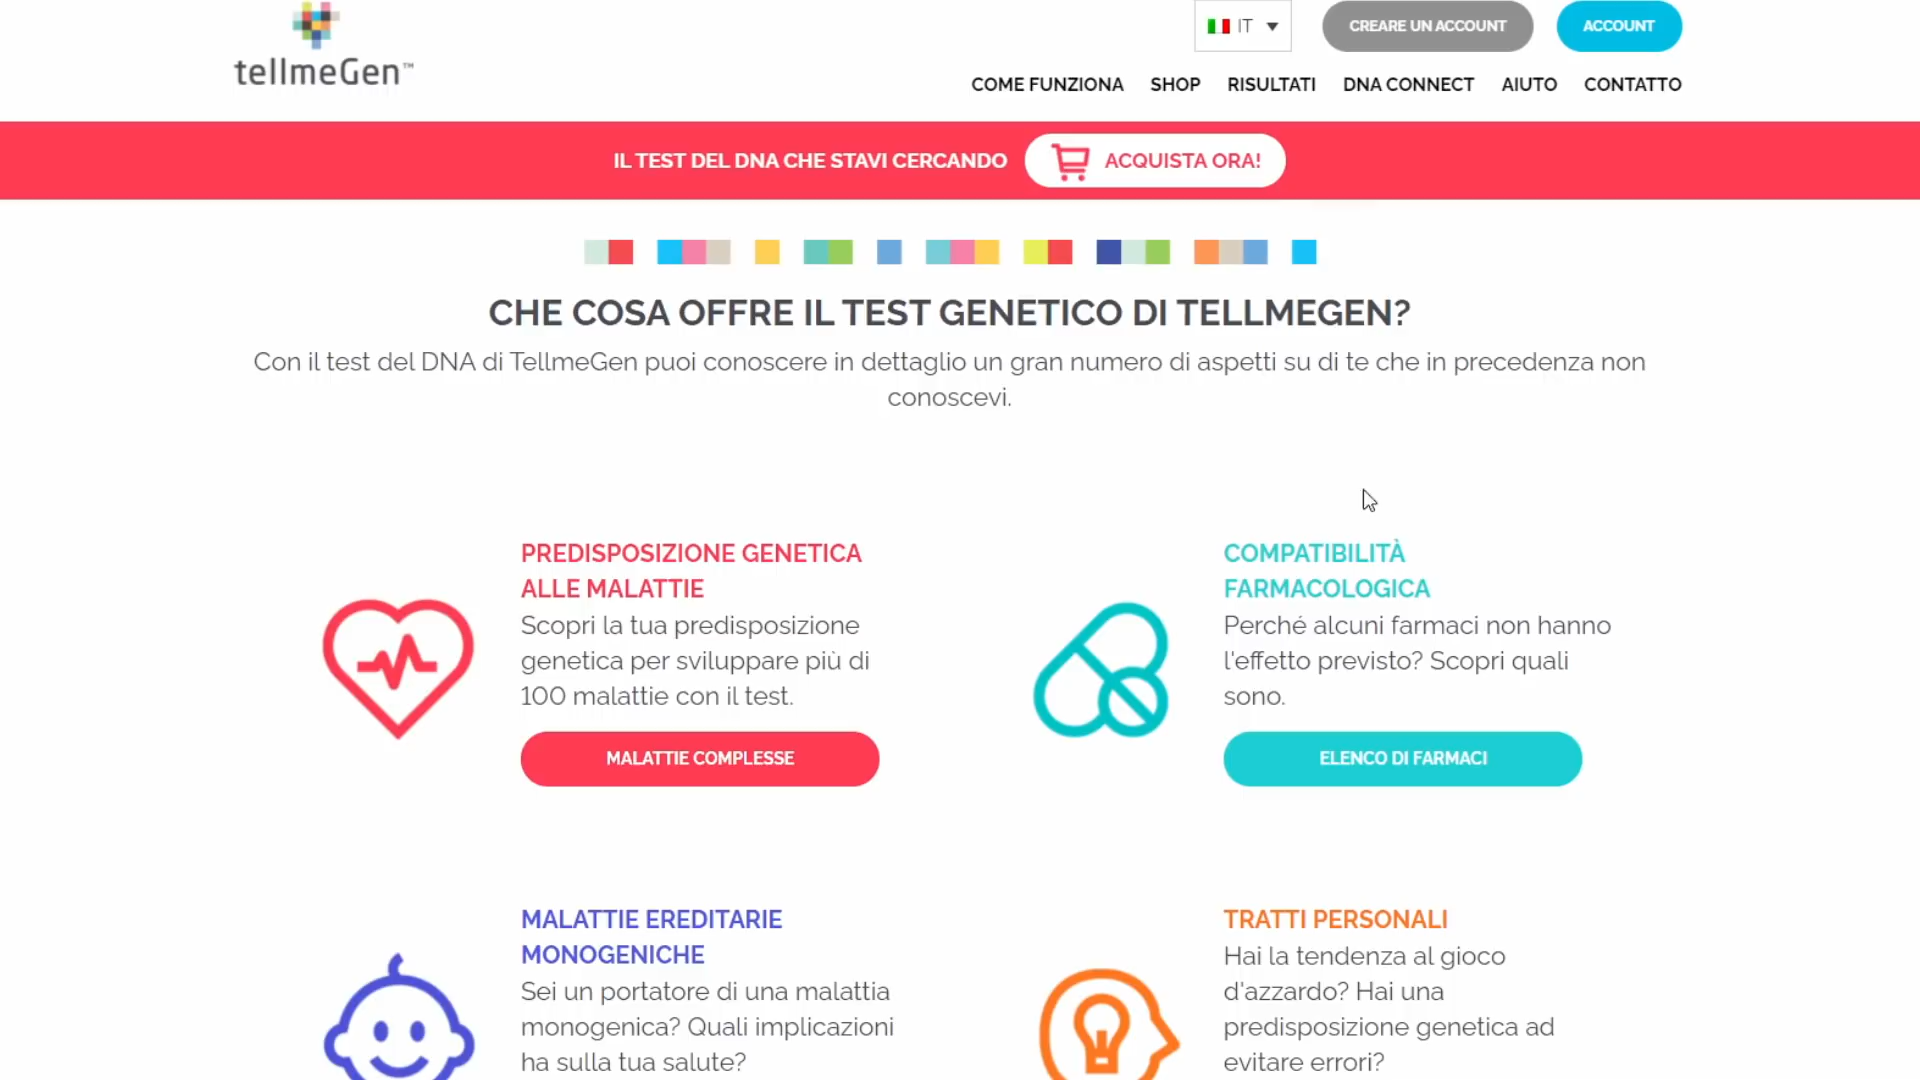 tellmeGen™
IT
CREARE UN ACCOUNT
ACCOUNT
COME FUNZIONA
SHOP
RISULTATI
DNA CONNECT
AIUTO
CONTATTO
IL TEST DEL DNA CHE STAVI CERCANDO
ACQUISTA ORA!
CHE COSA OFFRE IL TEST GENETICO DI TELLMEGEN?
Con il test del DNA di TellmeGen puoi conoscere in dettaglio un gran numero di aspetti su di te che in precedenza non
conoscevi.
PREDISPOSIZIONE GENETICA
ALLE MALATTIE
Scopri la tua predisposizione
genetica per sviluppare più di
100 malattie con il test.
MALATTIE COMPLESSE
COMPATIBILITÀ
FARMACOLOGICA
Perché alcuni farmaci non hanno
l'effetto previsto? Scopri quali
sono.
ELENCO DI FARMACI
MALATTIE EREDITARIE
MONOGENICHE
Sei un portatore di una malattia
monogenica? Quali implicazioni
ha sulla tua salute?
TRATTI PERSONALI
Hai la tendenza al gioco
d'azzardo? Hai una
predisposizione genetica ad
evitare errori?